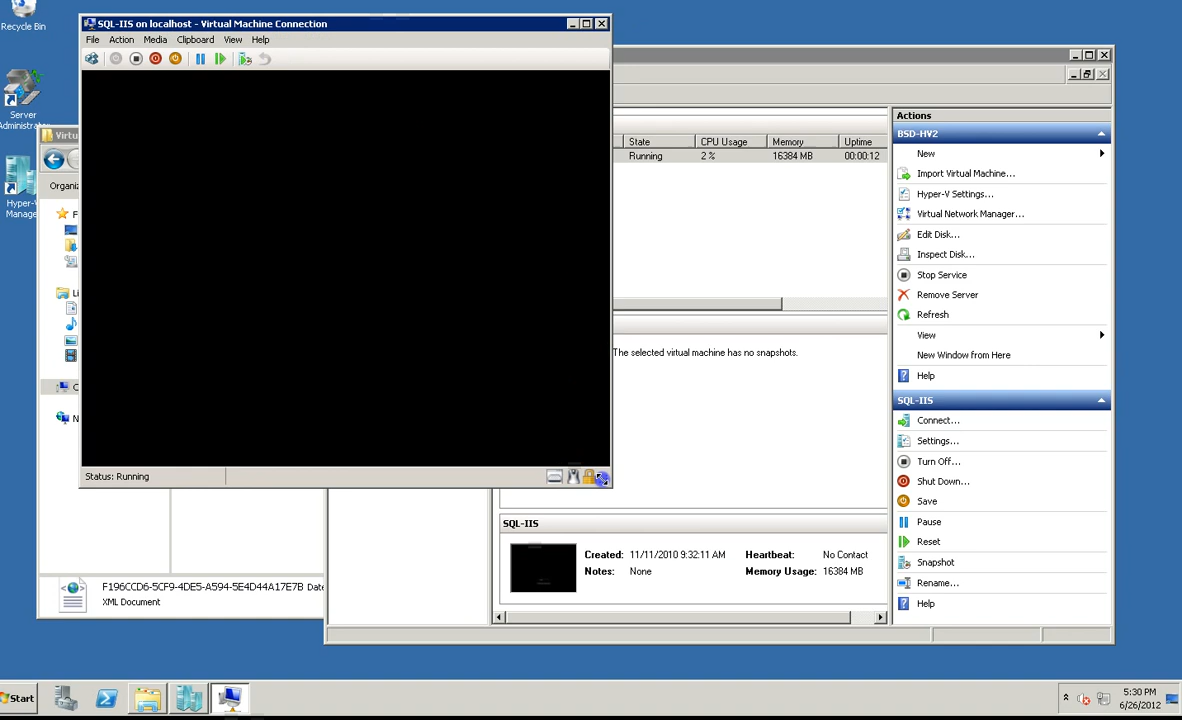 Recycle Bin
Server
Administrat
Hyper-V
Manage
SQL-IIS on localhost - Virtual Machine Connection
File Action Media Clipboard View Help
Virtu
Organiz
F
Li
C
N
Status: Running
State CPU Usage Memory Uptime
Running 2 % 16384 MB 00:00:12
The selected virtual machine has no snapshots.
SQL-IIS
Created: 11/11/2010 9:32:11 AM Heartbeat: No Contact
Notes: None Memory Usage: 16384 MB
Actions
BSD-HV2
New
Import Virtual Machine...
Hyper-V Settings...
Virtual Network Manager...
Edit Disk...
Inspect Disk...
Stop Service
Remove Server
Refresh
View
New Window from Here
Help
SQL-IIS
Connect...
Settings...
Turn Off...
Shut Down...
Save
Pause
Reset
Snapshot
Rename...
Help
F196CCD6-5CF9-4DE5-A594-5E4D44A17E7B Date
XML Document
Start
5:30 PM
6/26/2012